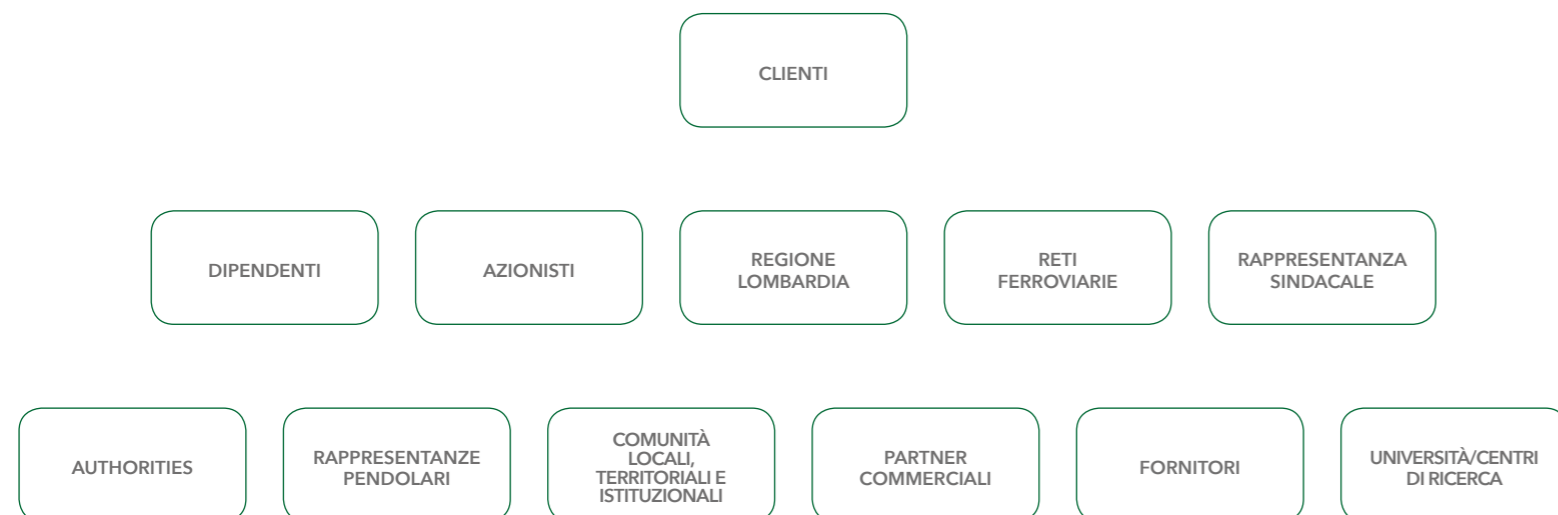 CLIENTI
DIPENDENTI
AZIONISTI
REGIONE
LOMBARDIA
RETI
FERROVIARIE
RAPPRESENTANZA
SINDACALE
AUTHORITIES
RAPPRESENTANZE
PENDOLARI
COMUNITÀ
LOCALI,
TERRITORIALI E
ISTITUZIONALI
PARTNER
COMMERCIALI
FORNITORI
UNIVERSITÀ/CENTRI
DI RICERCA